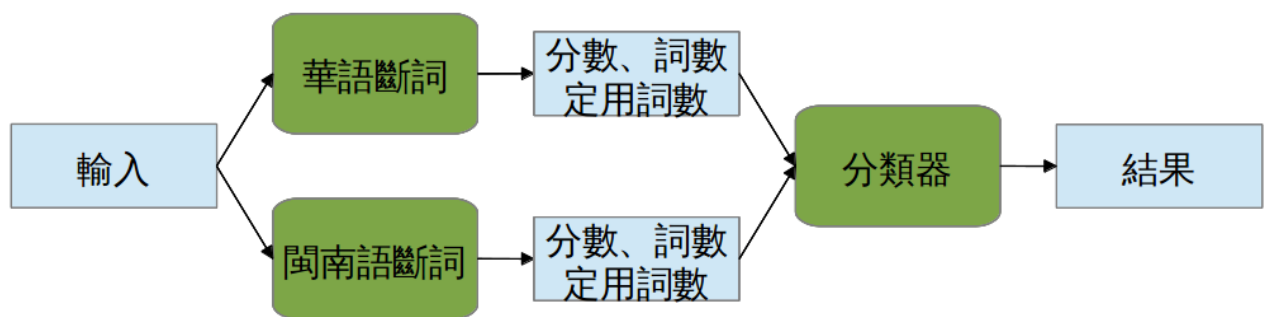 輸入
華語斷詞
分數、詞數
定用詞數
閩南語斷詞
分數、詞數
定用詞數
分類器
結果